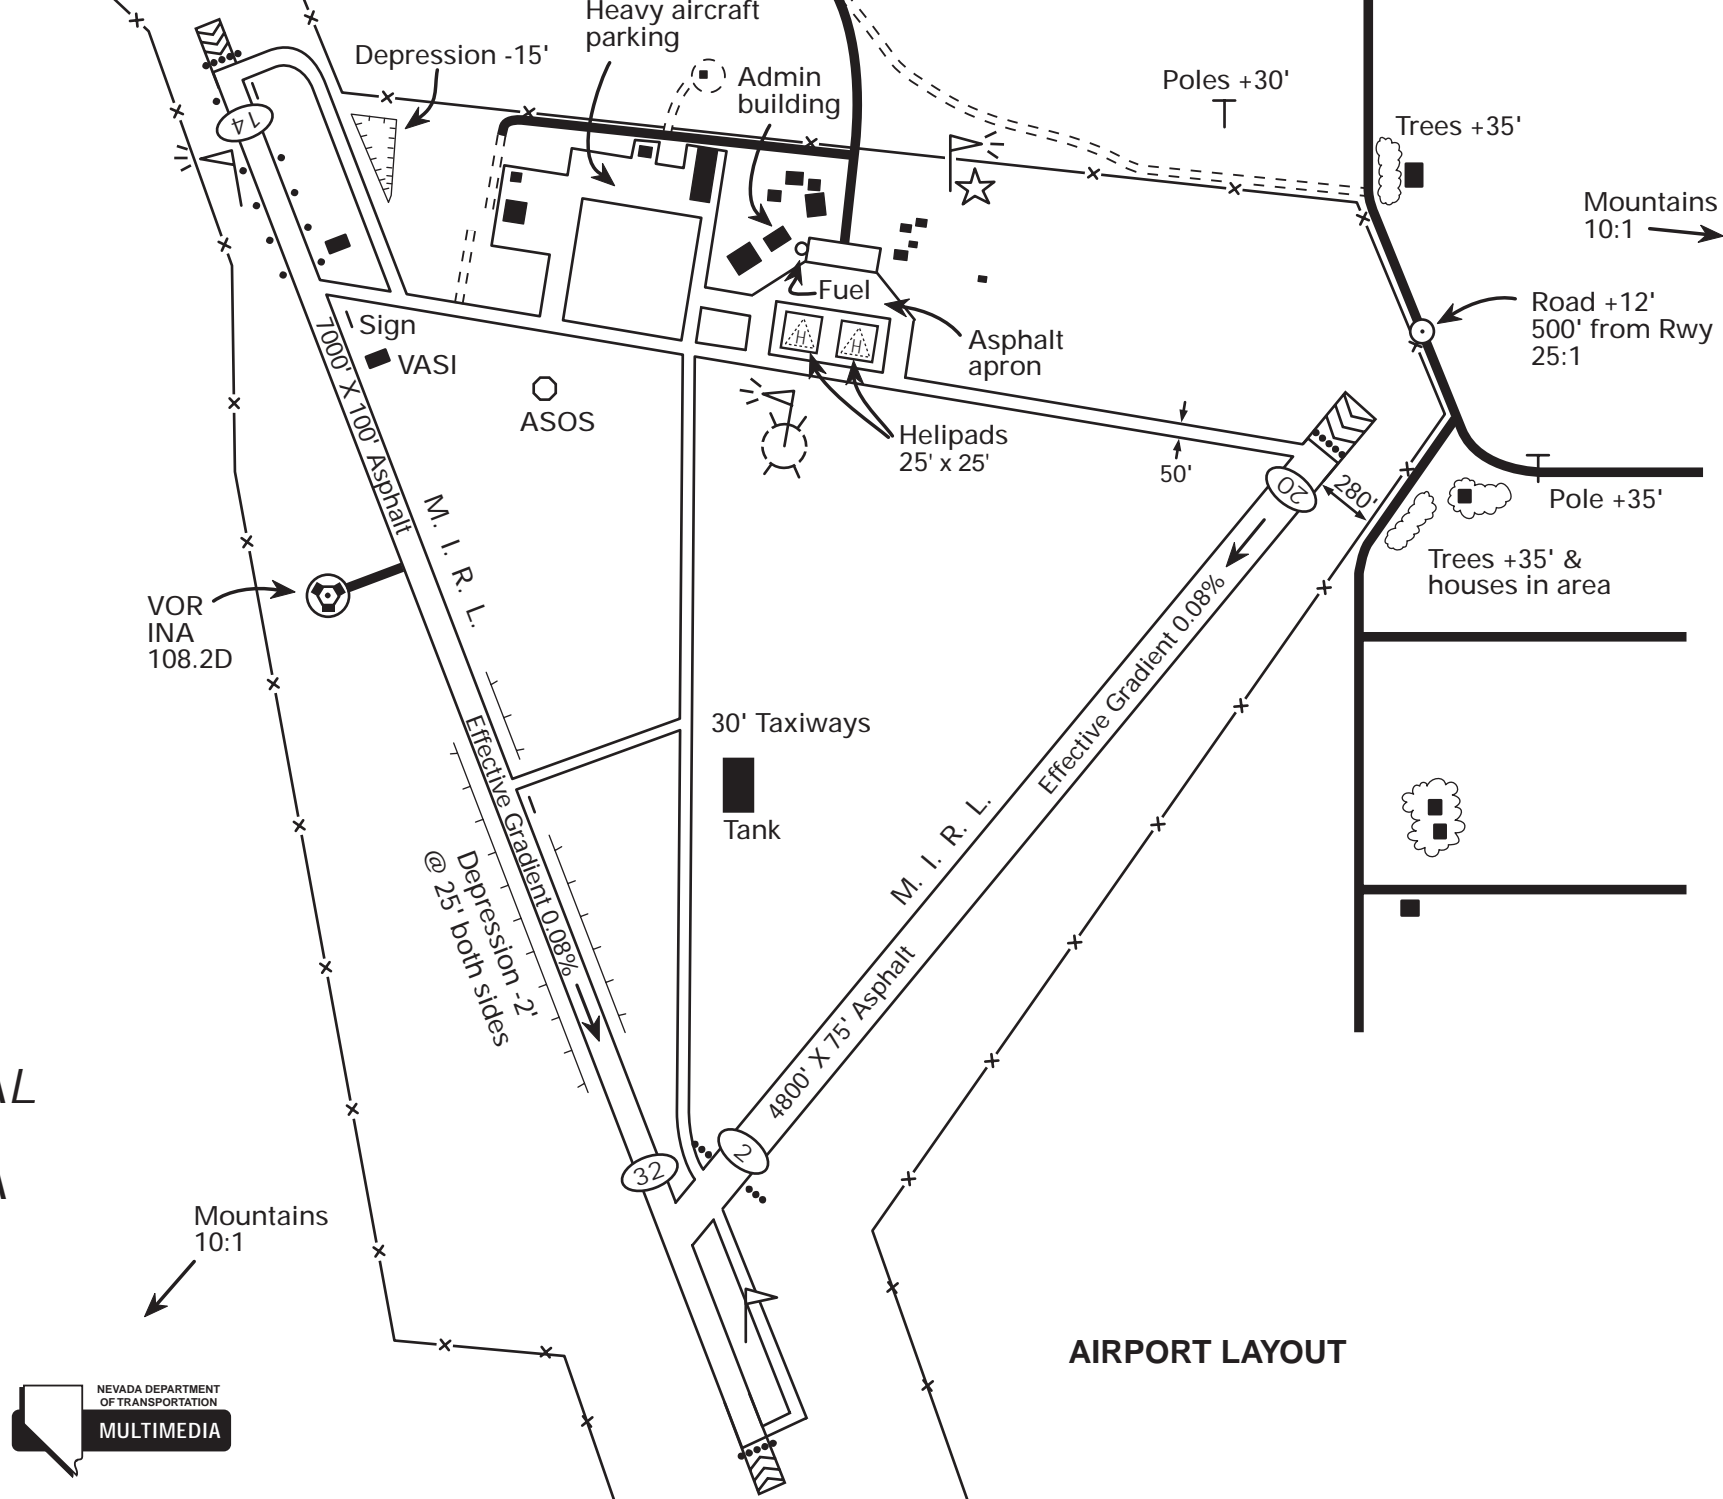 Heavy aircraft
parking
Depression -15'
Admin
building
Poles +30'
Trees +35'
Mountains
10:1
14
Fuel
Road +12'
500' from Rwy
25:1
Sign
VASI
Asphalt
apron
H
H
7000' X 100' Asphalt
ASOS
Helipads
25' x 25'
50'
20
280'
Pole +35'
M. I. R. L.
Trees +35' &
houses in area
VOR
INA
108.2D
Effective Gradient 0.08%
30' Taxiways
Tank
Effective Gradient 0.08%
M. I. R. L.
Depression -2'
@ 25' both sides
4800' X 75' Asphalt
AL
A
32
2
Mountains
10:1
AIRPORT LAYOUT
NEVADA DEPARTMENT
OF TRANSPORTATION
MULTIMEDIA